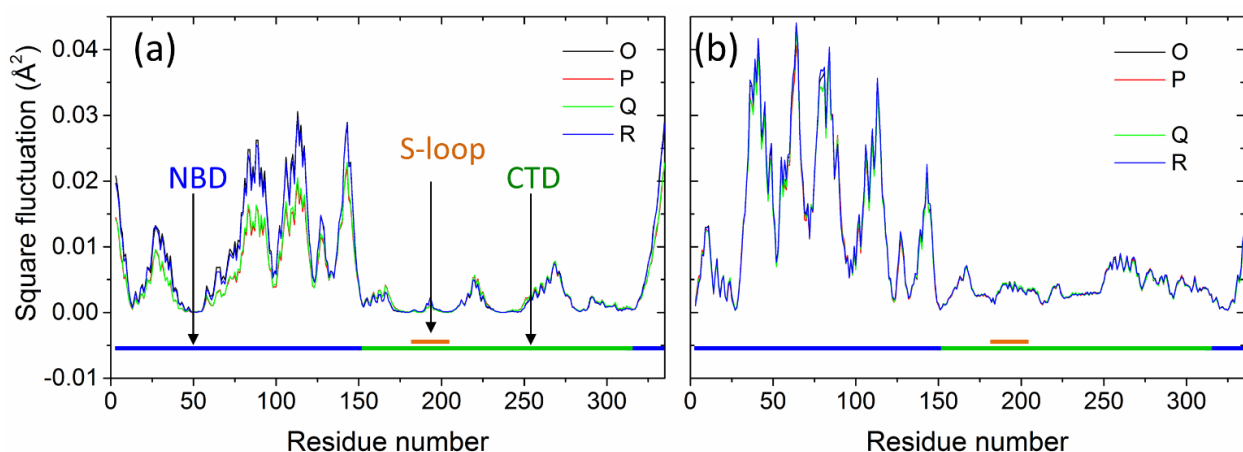 Square fluctuation (Å²)
0.04
0.03
0.02
0.01
0.00
-0.01
(a)
O
P
Q
R
NBD
S-loop
CTD
0 50 100 150 200 250 300
Residue number
(b)
O
P
Q
R
0 50 100 150 200 250 300
Residue number